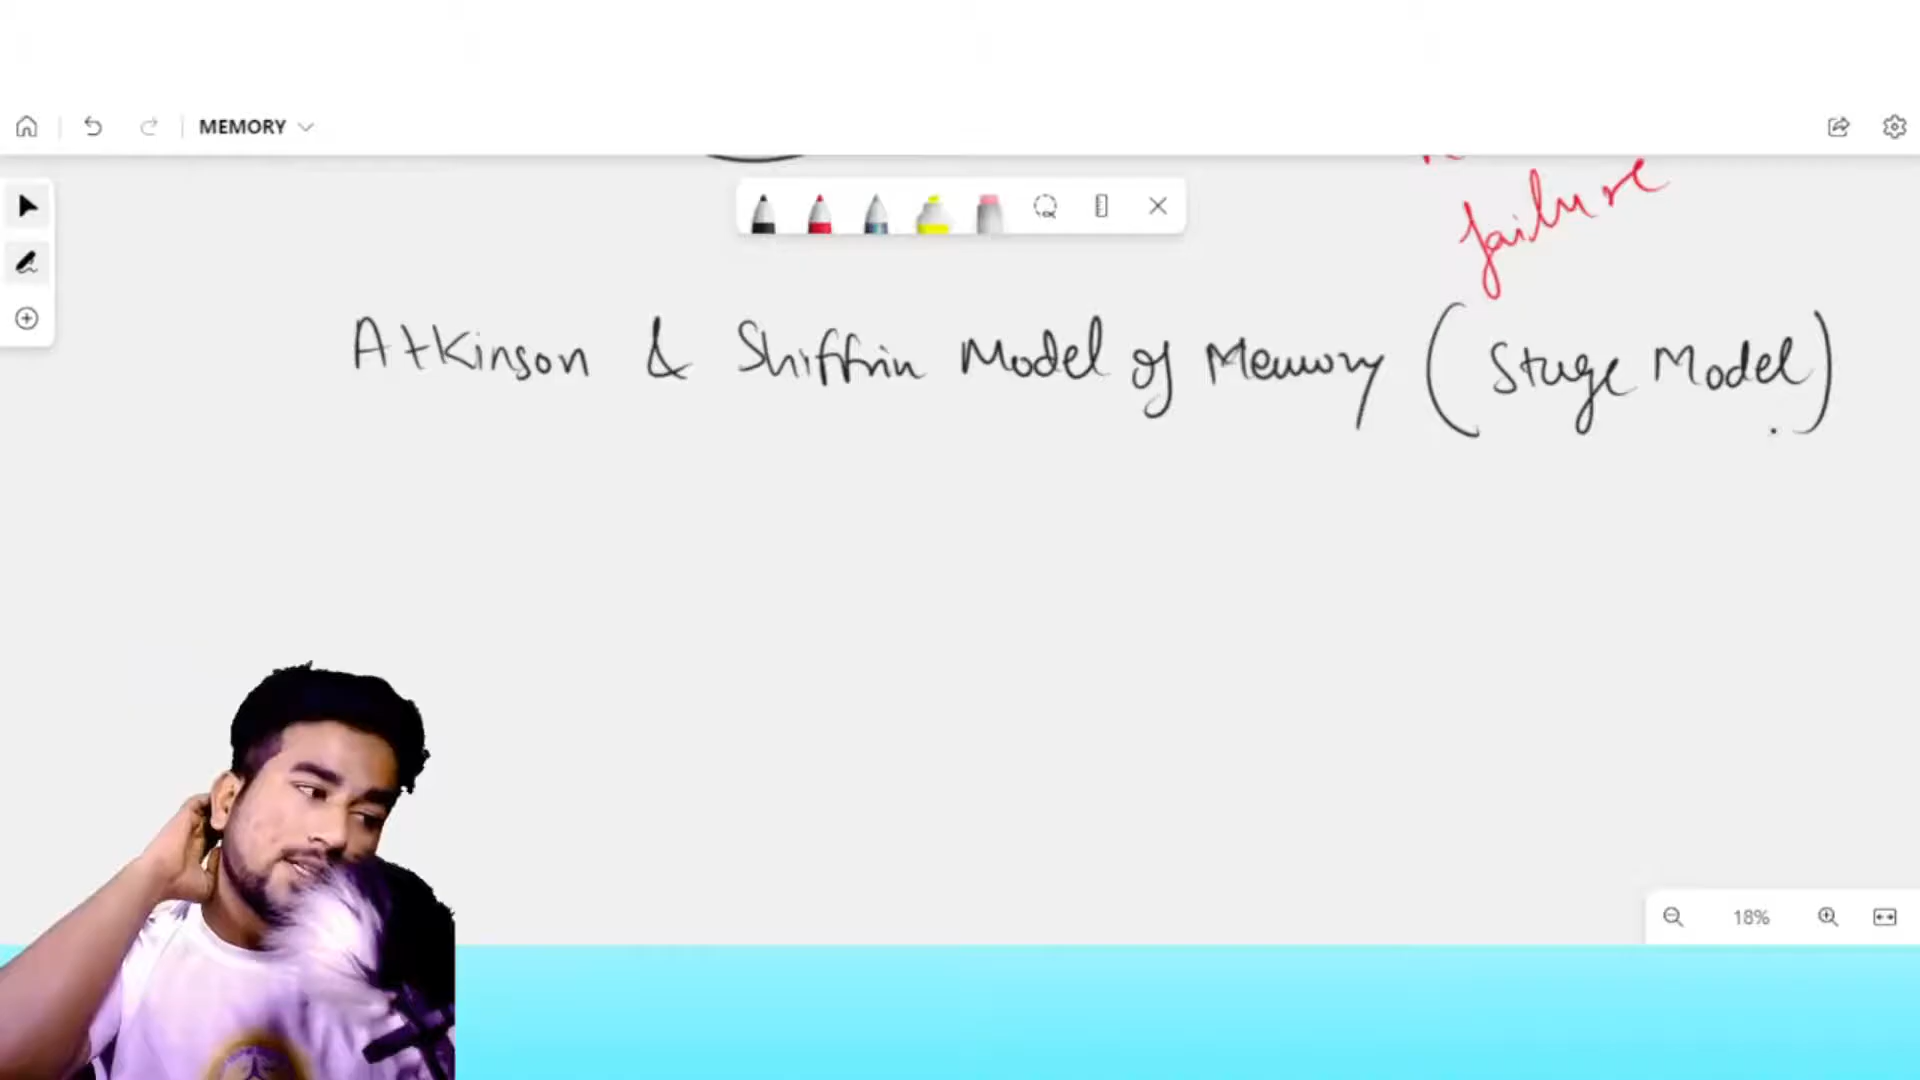 MEMORY
failure
Atkinson & Shiffrin Model of Memory (Stage Model)
18%